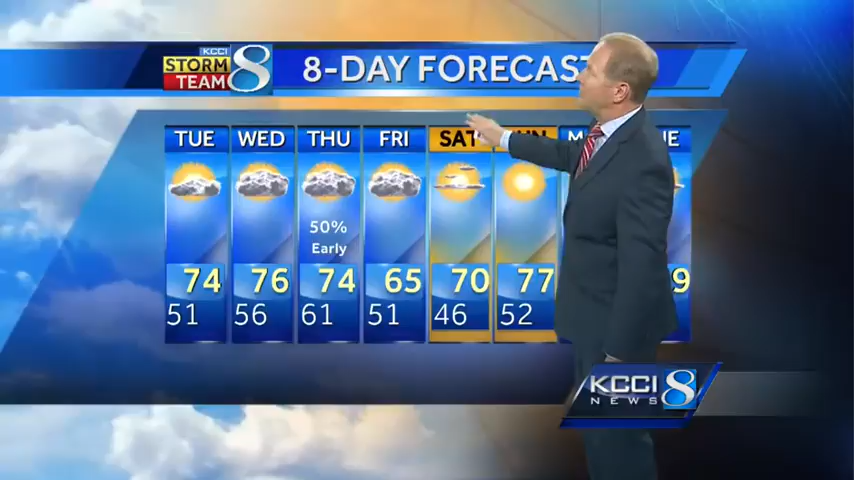 KCCI
STORM
TEAM 8
8-DAY FORECAST
TUE WED THU FRI SAT SUN
50%
Early
74 76 74 65 70 77
51 56 61 51 46 52
KCCI 8
NEWS